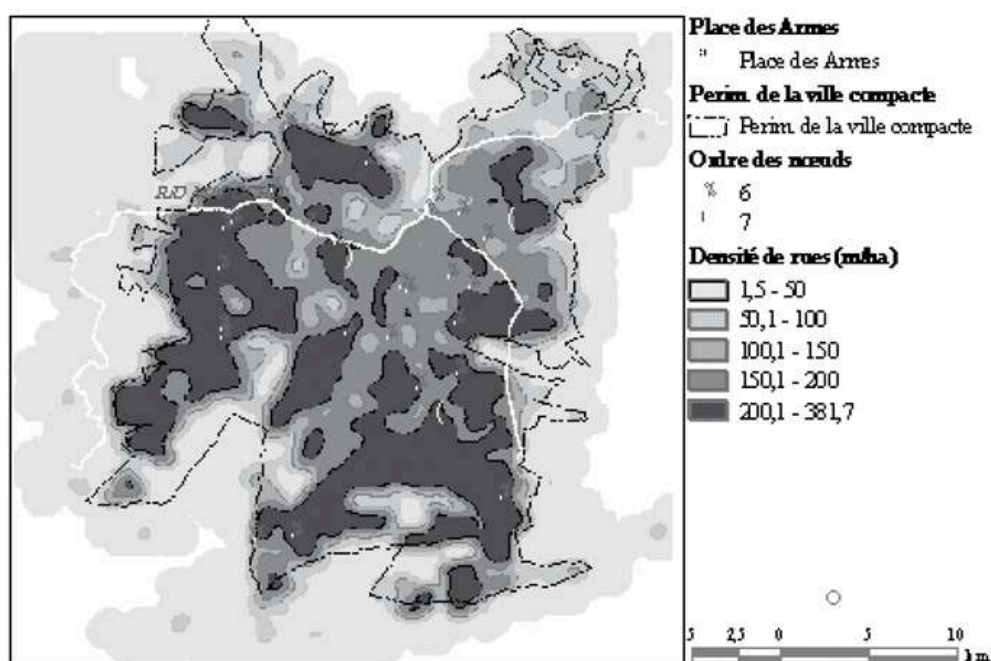 Place des Armes
Place des Armes
Perim. de la ville compacte
Perim. de la ville compacte
Ordre des nœuds
6
7
Densité de rues (m/ha)
1,5 - 50
50,1 - 100
100,1 - 150
150,1 - 200
200,1 - 381,7
RIO
5 2,5 0 5 10
km